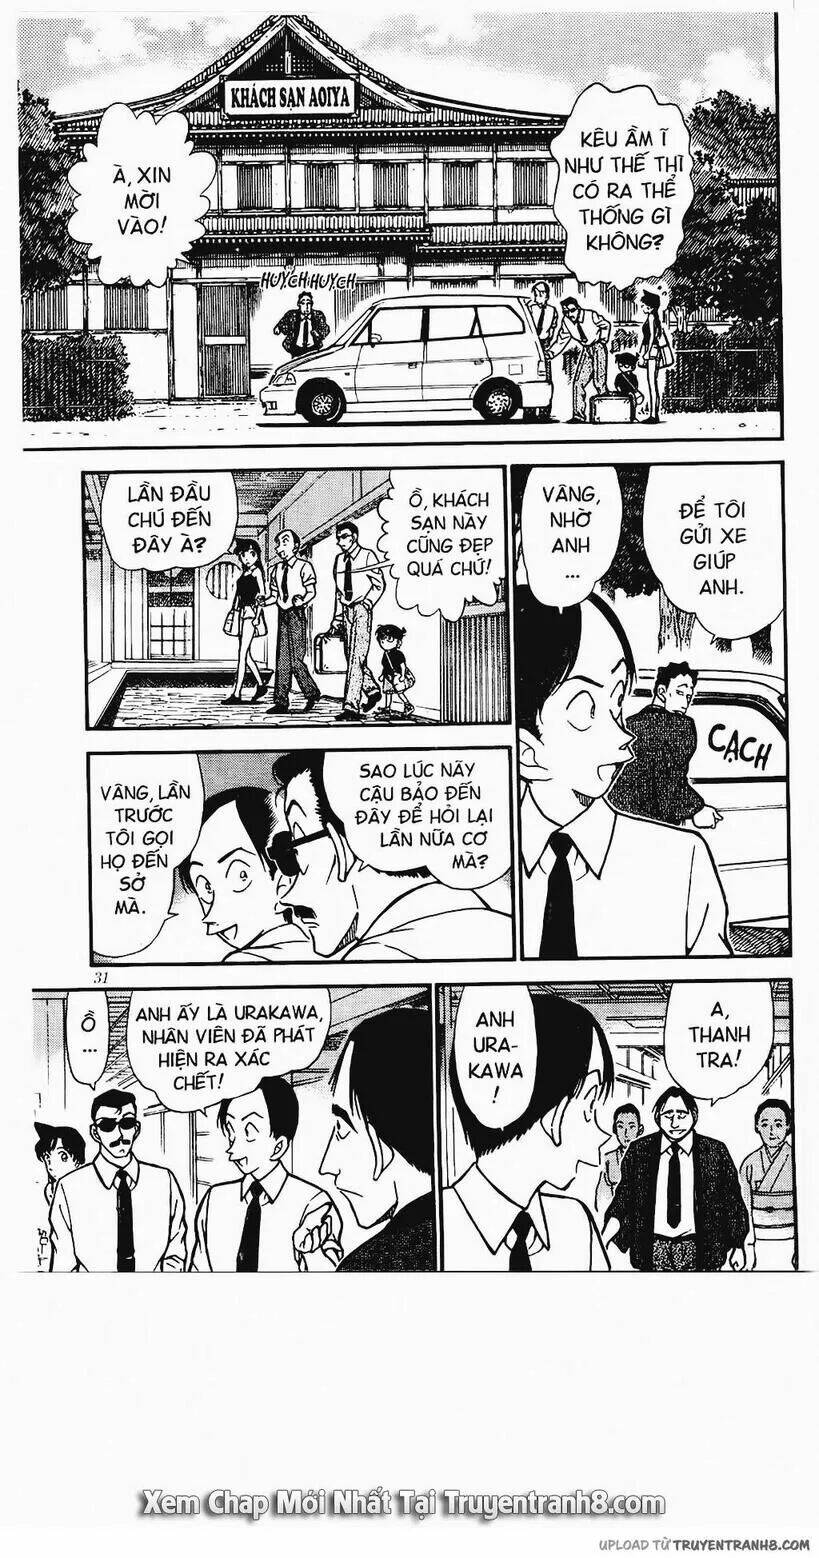 KHÁCH SẠN AOIYA
KÊU ẦM Ĩ
NHƯ THẾ THÌ
CÓ RA THỂ
THỐNG GÌ
KHÔNG?
À, XIN
MỜI
VÀO!
HUỴCH HUỴCH
ĐỂ TÔI
GỬI XE
GIÚP
ANH.
VÂNG,
NHỜ
ANH
...
CẠCH
Ồ, KHÁCH
SẠN NÀY
CŨNG ĐẸP
QUÁ CHỨ!
LẦN ĐẦU
CHÚ ĐẾN
ĐÂY À?
SAO LÚC NÃY
CẬU BẢO ĐẾN
ĐÂY ĐỂ HỎI LẠI
LẦN NỮA CƠ
MÀ?
VÂNG, LẦN
TRƯỚC
TÔI GỌI
HỌ ĐẾN
SỞ
MÀ.
31
A,
THANH
TRA!
ANH
URA-
KAWA
!
ANH ẤY LÀ URAKAWA,
NHÂN VIÊN ĐÃ PHÁT
HIỆN RA XÁC
CHẾT!
Ồ
...
Xem Chap Mới Nhất Tại Truyentranh8.com
UPLOAD TỪ TRUYENTRANH8.COM